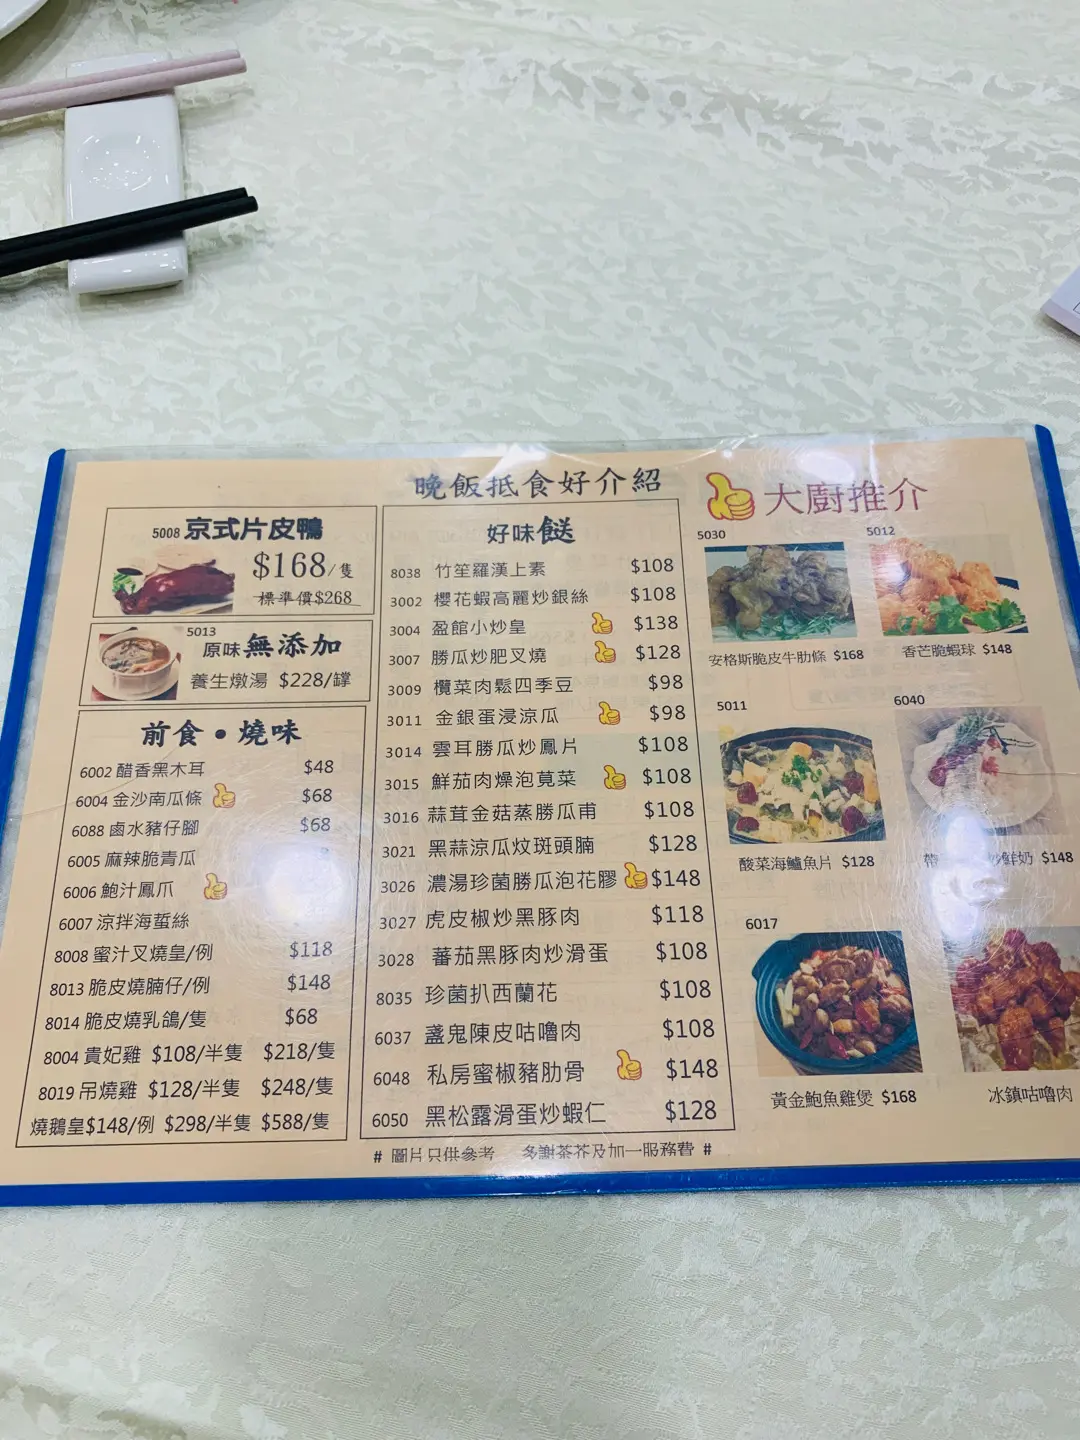 晚飯抵食好介紹
5008 京式片皮鴨
$168/隻
標準價$268
5013
原味無添加
養生燉湯 $228/罉
前食•燒味
6002 醋香黑木耳 $48
6004 金沙南瓜條 $68
6088 鹵水豬仔腳 $68
6005 麻辣脆青瓜
6006 鮑汁鳳爪
6007 涼拌海蜇絲
8008 蜜汁叉燒皇/例 $118
8013 脆皮燒腩仔/例 $148
8014 脆皮燒乳鴿/隻 $68
8004 貴妃雞 $108/半隻 $218/隻
8019 吊燒雞 $128/半隻 $248/隻
燒鵝皇$148/例 $298/半隻 $588/隻
好味餸
8038 竹笙羅漢上素 $108
3002 櫻花蝦高麗炒銀絲 $108
3004 盈館小炒皇 $138
3007 勝瓜炒肥叉燒 $128
3009 欖菜肉鬆四季豆 $98
3011 金銀蛋浸涼瓜 $98
3014 雲耳勝瓜炒鳳片 $108
3015 鮮茄肉燥泡莧菜 $108
3016 蒜茸金菇蒸勝瓜甫 $108
3021 黑蒜涼瓜炆斑頭腩 $128
3026 濃湯珍菌勝瓜泡花膠 $148
3027 虎皮椒炒黑豚肉 $118
3028 蕃茄黑豚肉炒滑蛋 $108
8035 珍菌扒西蘭花 $108
6037 盞鬼陳皮咕嚕肉 $108
6048 私房蜜椒豬肋骨 $148
6050 黑松露滑蛋炒蝦仁 $128
# 圖片只供參考 多謝茶芥及加一服務費 #
大廚推介
5030
安格斯脆皮牛肋條 $168
5012
香芒脆蝦球 $148
5011
酸菜海鱸魚片 $128
6040
帶 炒鮮奶 $148
6017
黃金鮑魚雞煲 $168
冰鎮咕嚕肉